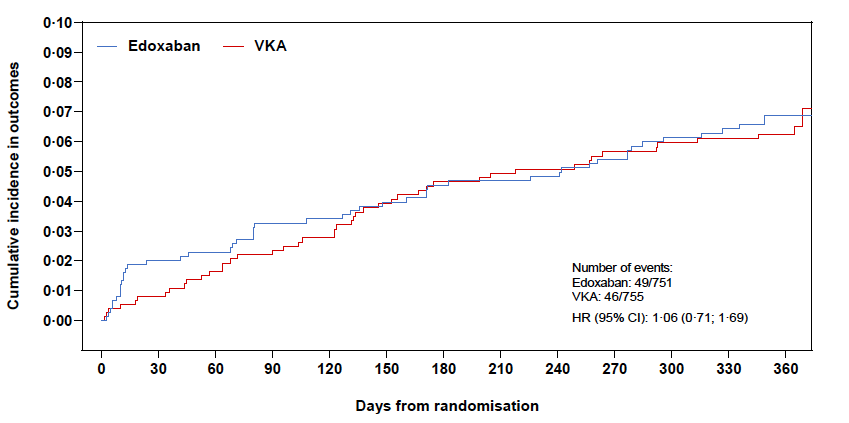 Edoxaban VKA
Cumulative incidence in outcomes
0·10
0·09
0·08
0·07
0·06
0·05
0·04
0·03
0·02
0·01
0·00
Number of events:
Edoxaban: 49/751
VKA: 46/755
HR (95% CI): 1·06 (0·71; 1·69)
0 30 60 90 120 150 180 210 240 270 300 330 360
Days from randomisation